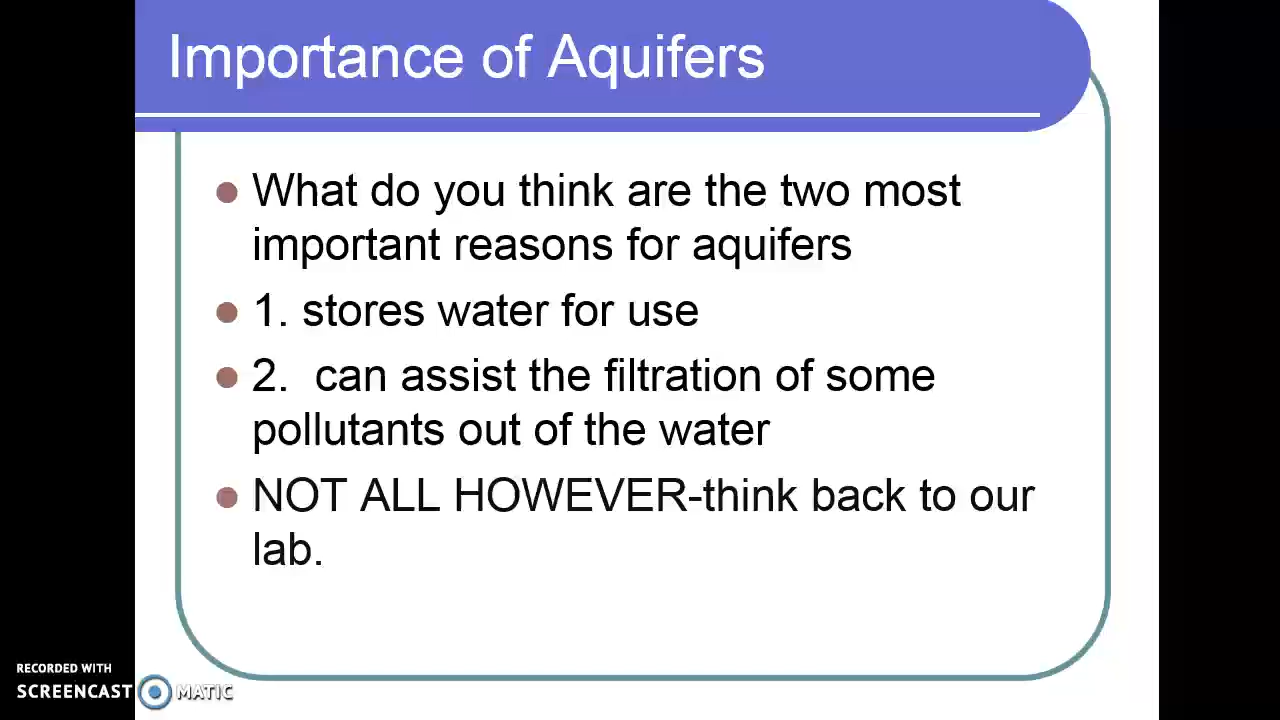 Importance of Aquifers
What do you think are the two most
important reasons for aquifers
1. stores water for use
2.  can assist the filtration of some
pollutants out of the water
NOT ALL HOWEVER-think back to our
lab.
RECORDED WITH
SCREENCAST MATIC